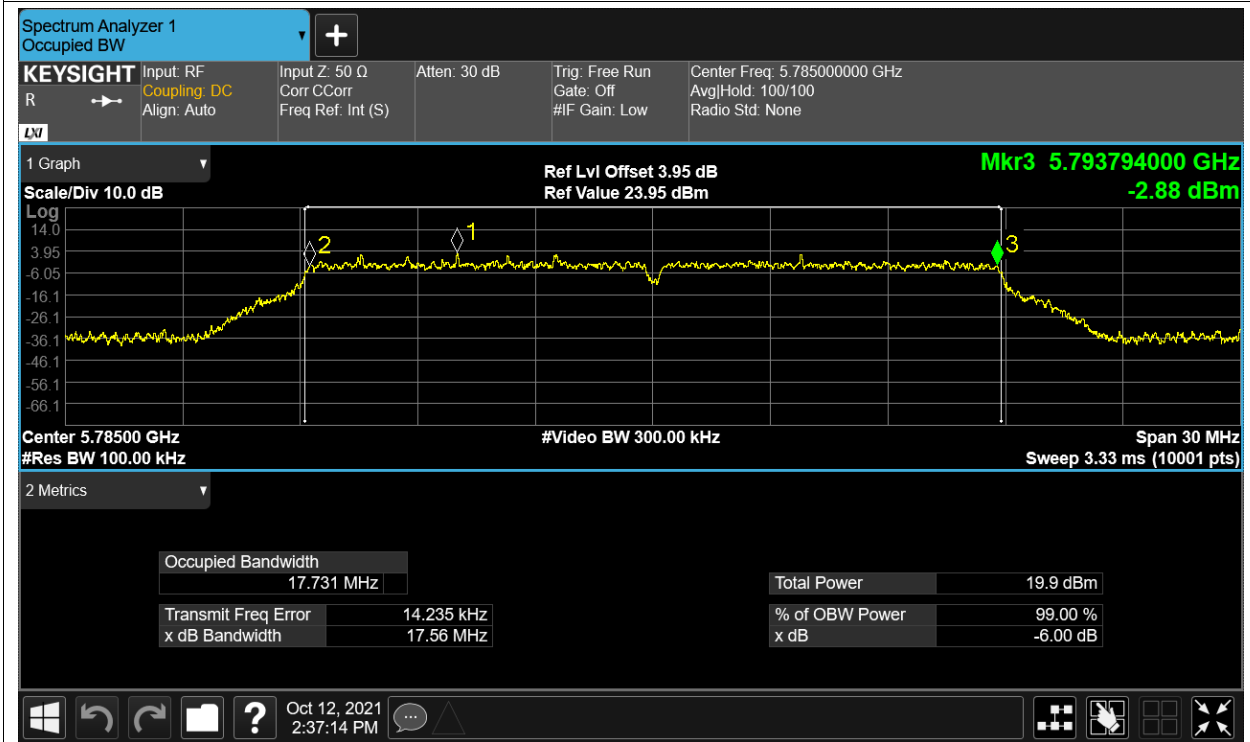 Spectrum Analyzer 1
Occupied BW
KEYSIGHT
R
LXI
Input: RF
Coupling: DC
Align: Auto
Input Z: 50 Ω
Corr CCorr
Freq Ref: Int (S)
Atten: 30 dB
Trig: Free Run
Gate: Off
#IF Gain: Low
Center Freq: 5.785000000 GHz
Avg|Hold: 100/100
Radio Std: None
1 Graph
Scale/Div 10.0 dB
Ref Lvl Offset 3.95 dB
Ref Value 23.95 dBm
Mkr3 5.793794000 GHz
-2.88 dBm
Log
14.0
3.95
-6.05
-16.1
-26.1
-36.1
-46.1
-56.1
-66.1
2
1
3
Center 5.78500 GHz
#Res BW 100.00 kHz
#Video BW 300.00 kHz
Span 30 MHz
Sweep 3.33 ms (10001 pts)
2 Metrics
Occupied Bandwidth
17.731 MHz
Transmit Freq Error 14.235 kHz
x dB Bandwidth 17.56 MHz
Total Power 19.9 dBm
% of OBW Power 99.00 %
x dB -6.00 dB
?
Oct 12, 2021
2:37:14 PM